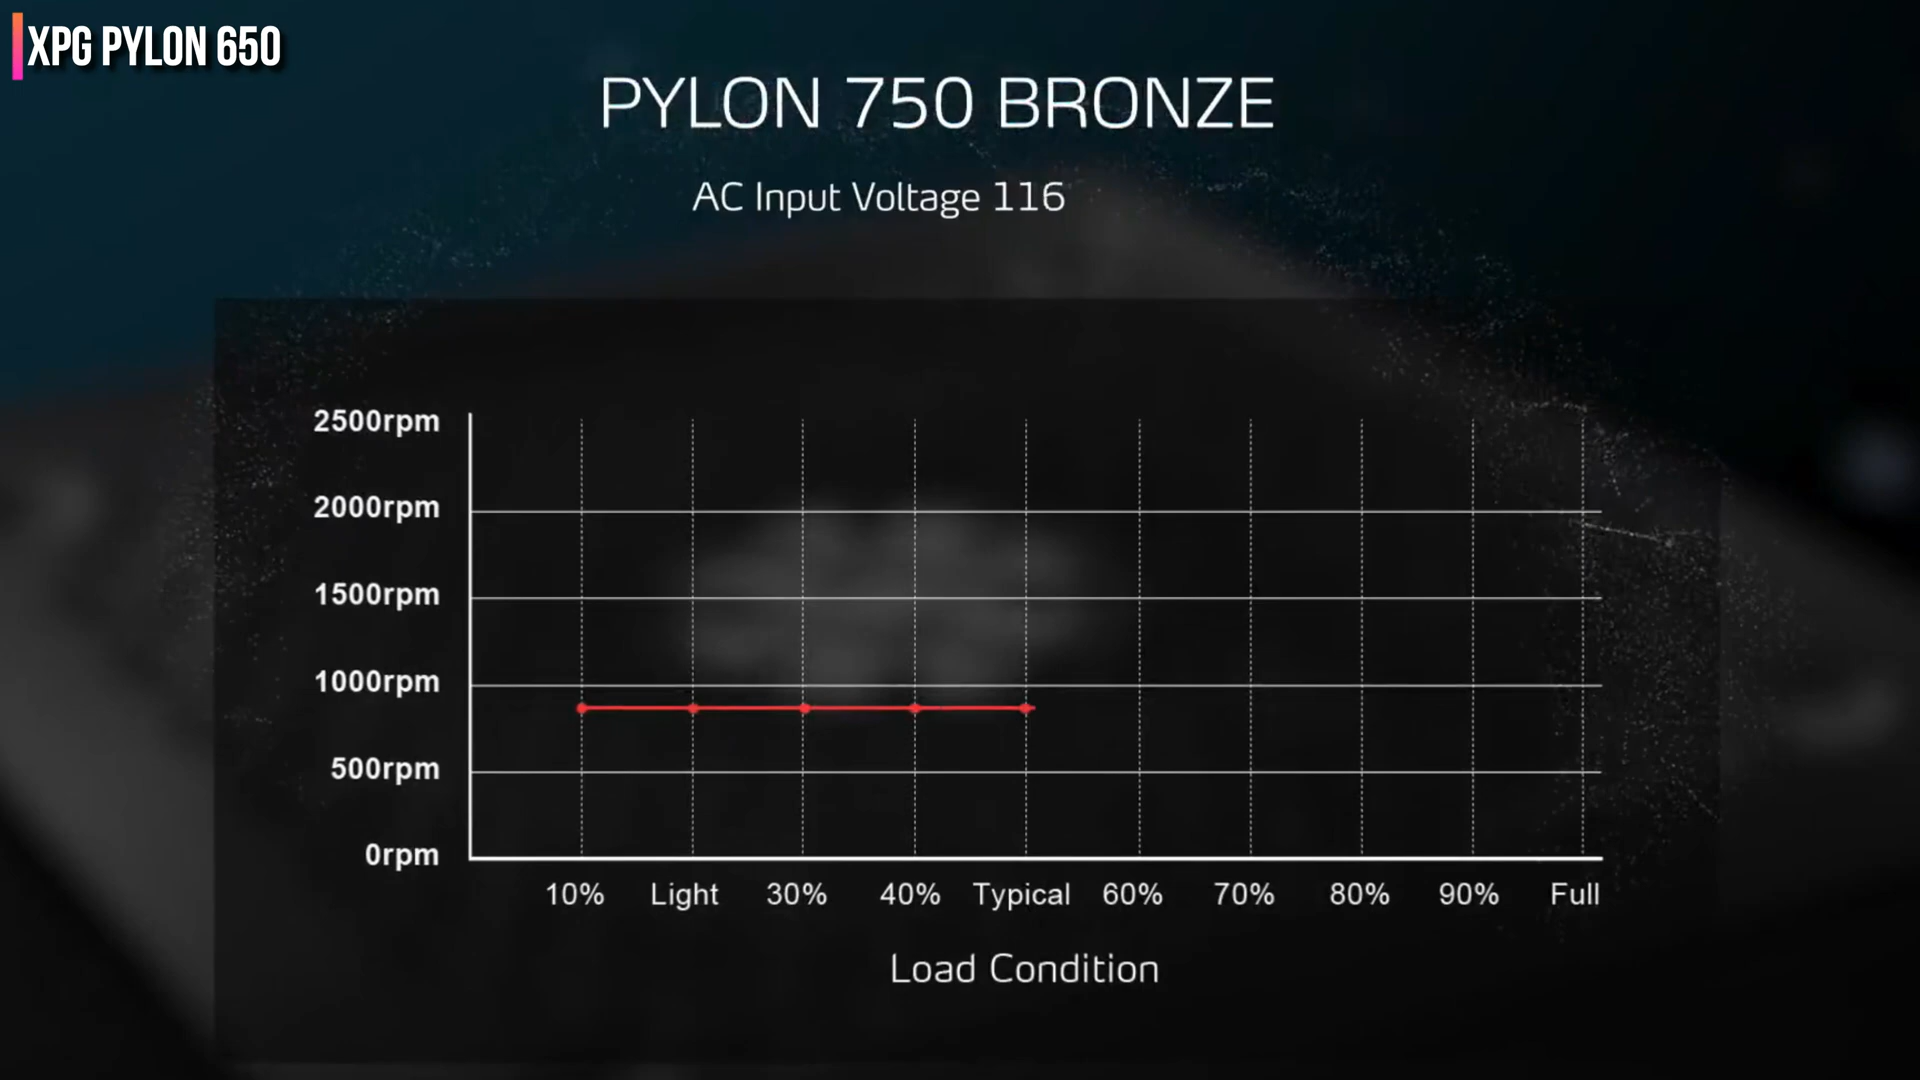 XPG PYLON 650
PYLON 750 BRONZE
AC Input Voltage 116
2500rpm
2000rpm
1500rpm
1000rpm
500rpm
0rpm
10% Light 30% 40% Typical 60% 70% 80% 90% Full
Load Condition